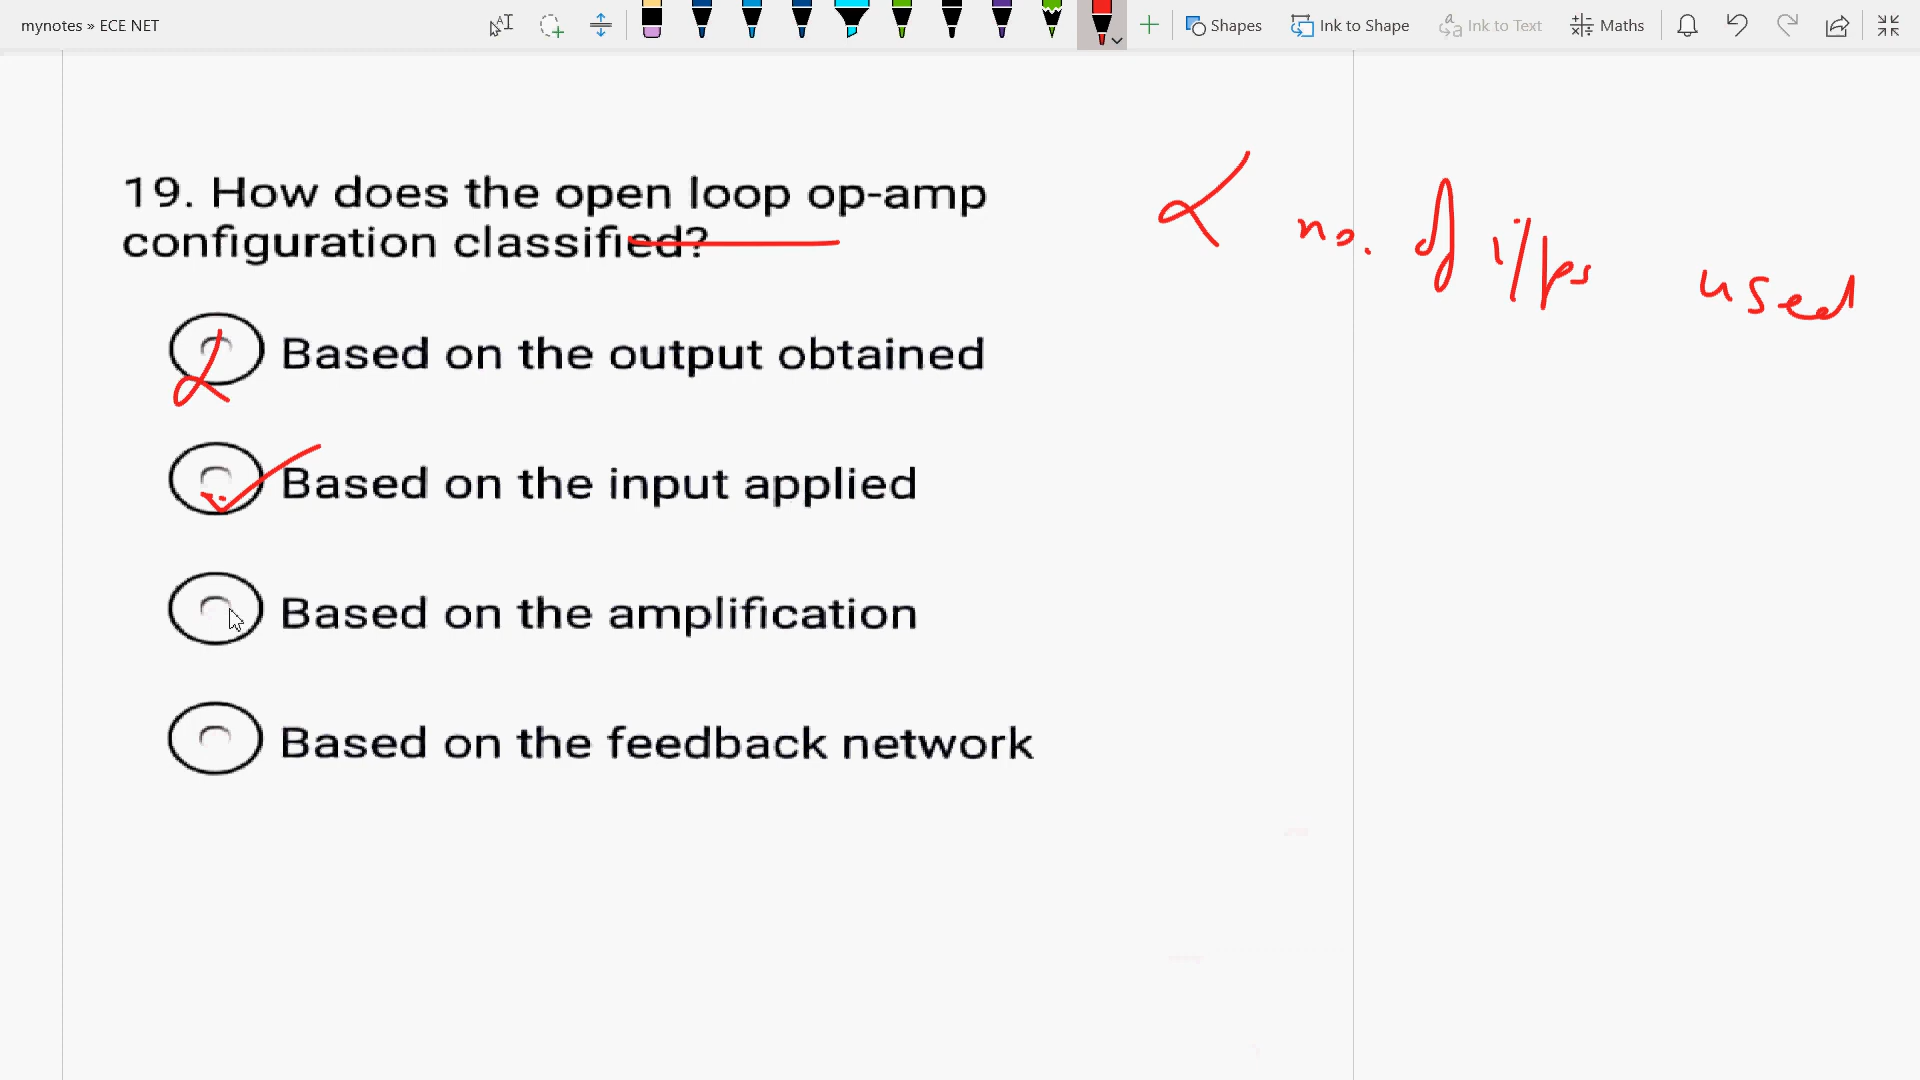 mynotes » ECE NET
Shapes
Ink to Shape
Ink to Text
Maths
19. How does the open loop op-amp
configuration classified?
no. of i/ps used
Based on the output obtained
Based on the input applied
Based on the amplification
Based on the feedback network